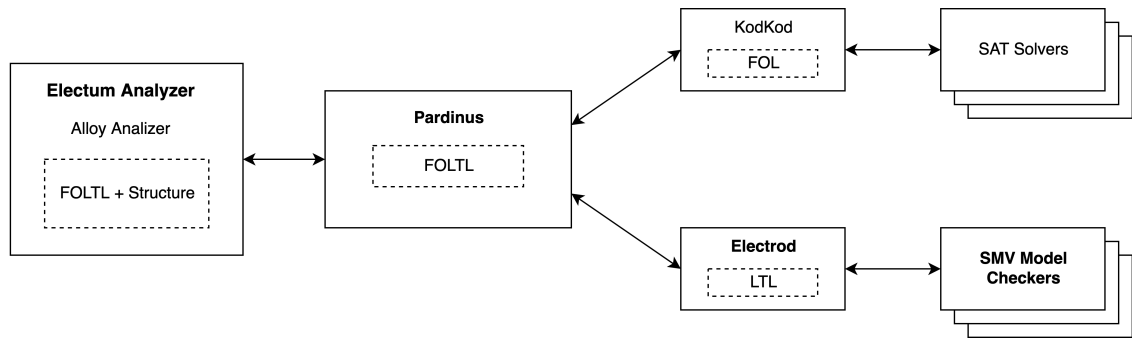 Electum Analyzer
Alloy Analizer
FOLTL + Structure
Pardinus
FOLTL
KodKod
FOL
SAT Solvers
Electrod
LTL
SMV Model
Checkers